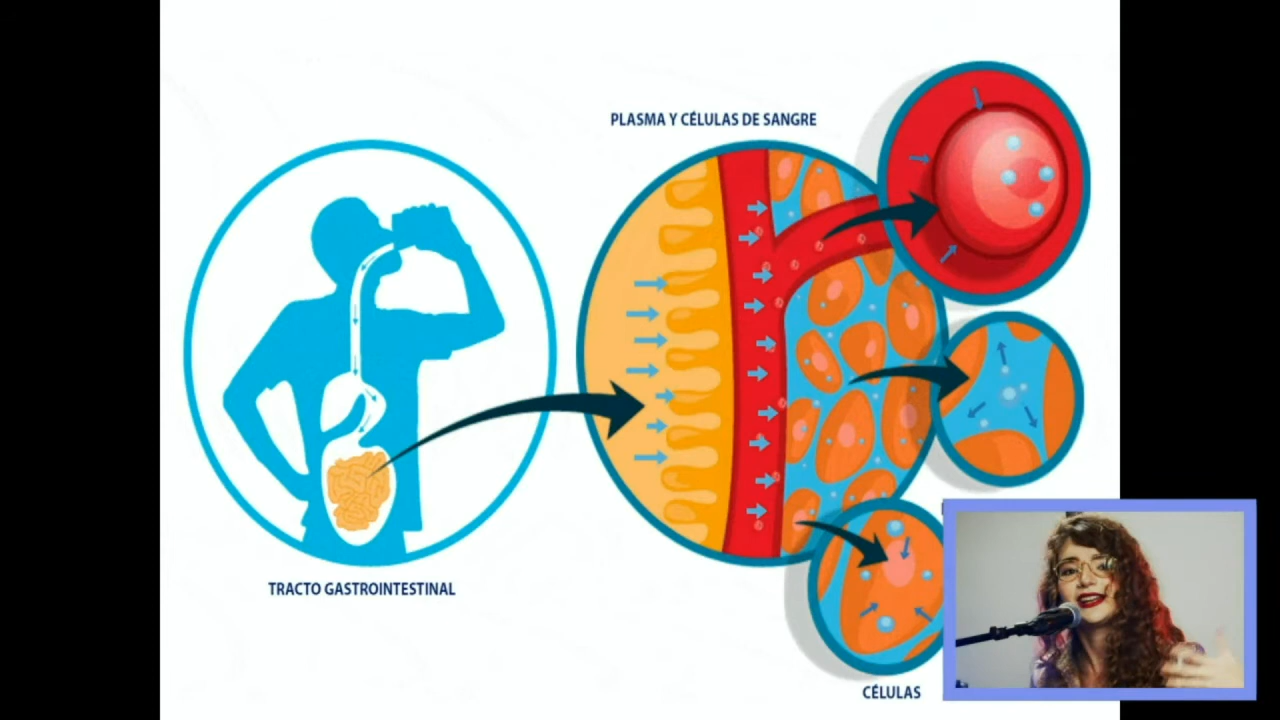 PLASMA Y CÉLULAS DE SANGRE
TRACTO GASTROINTESTINAL
CÉLULAS